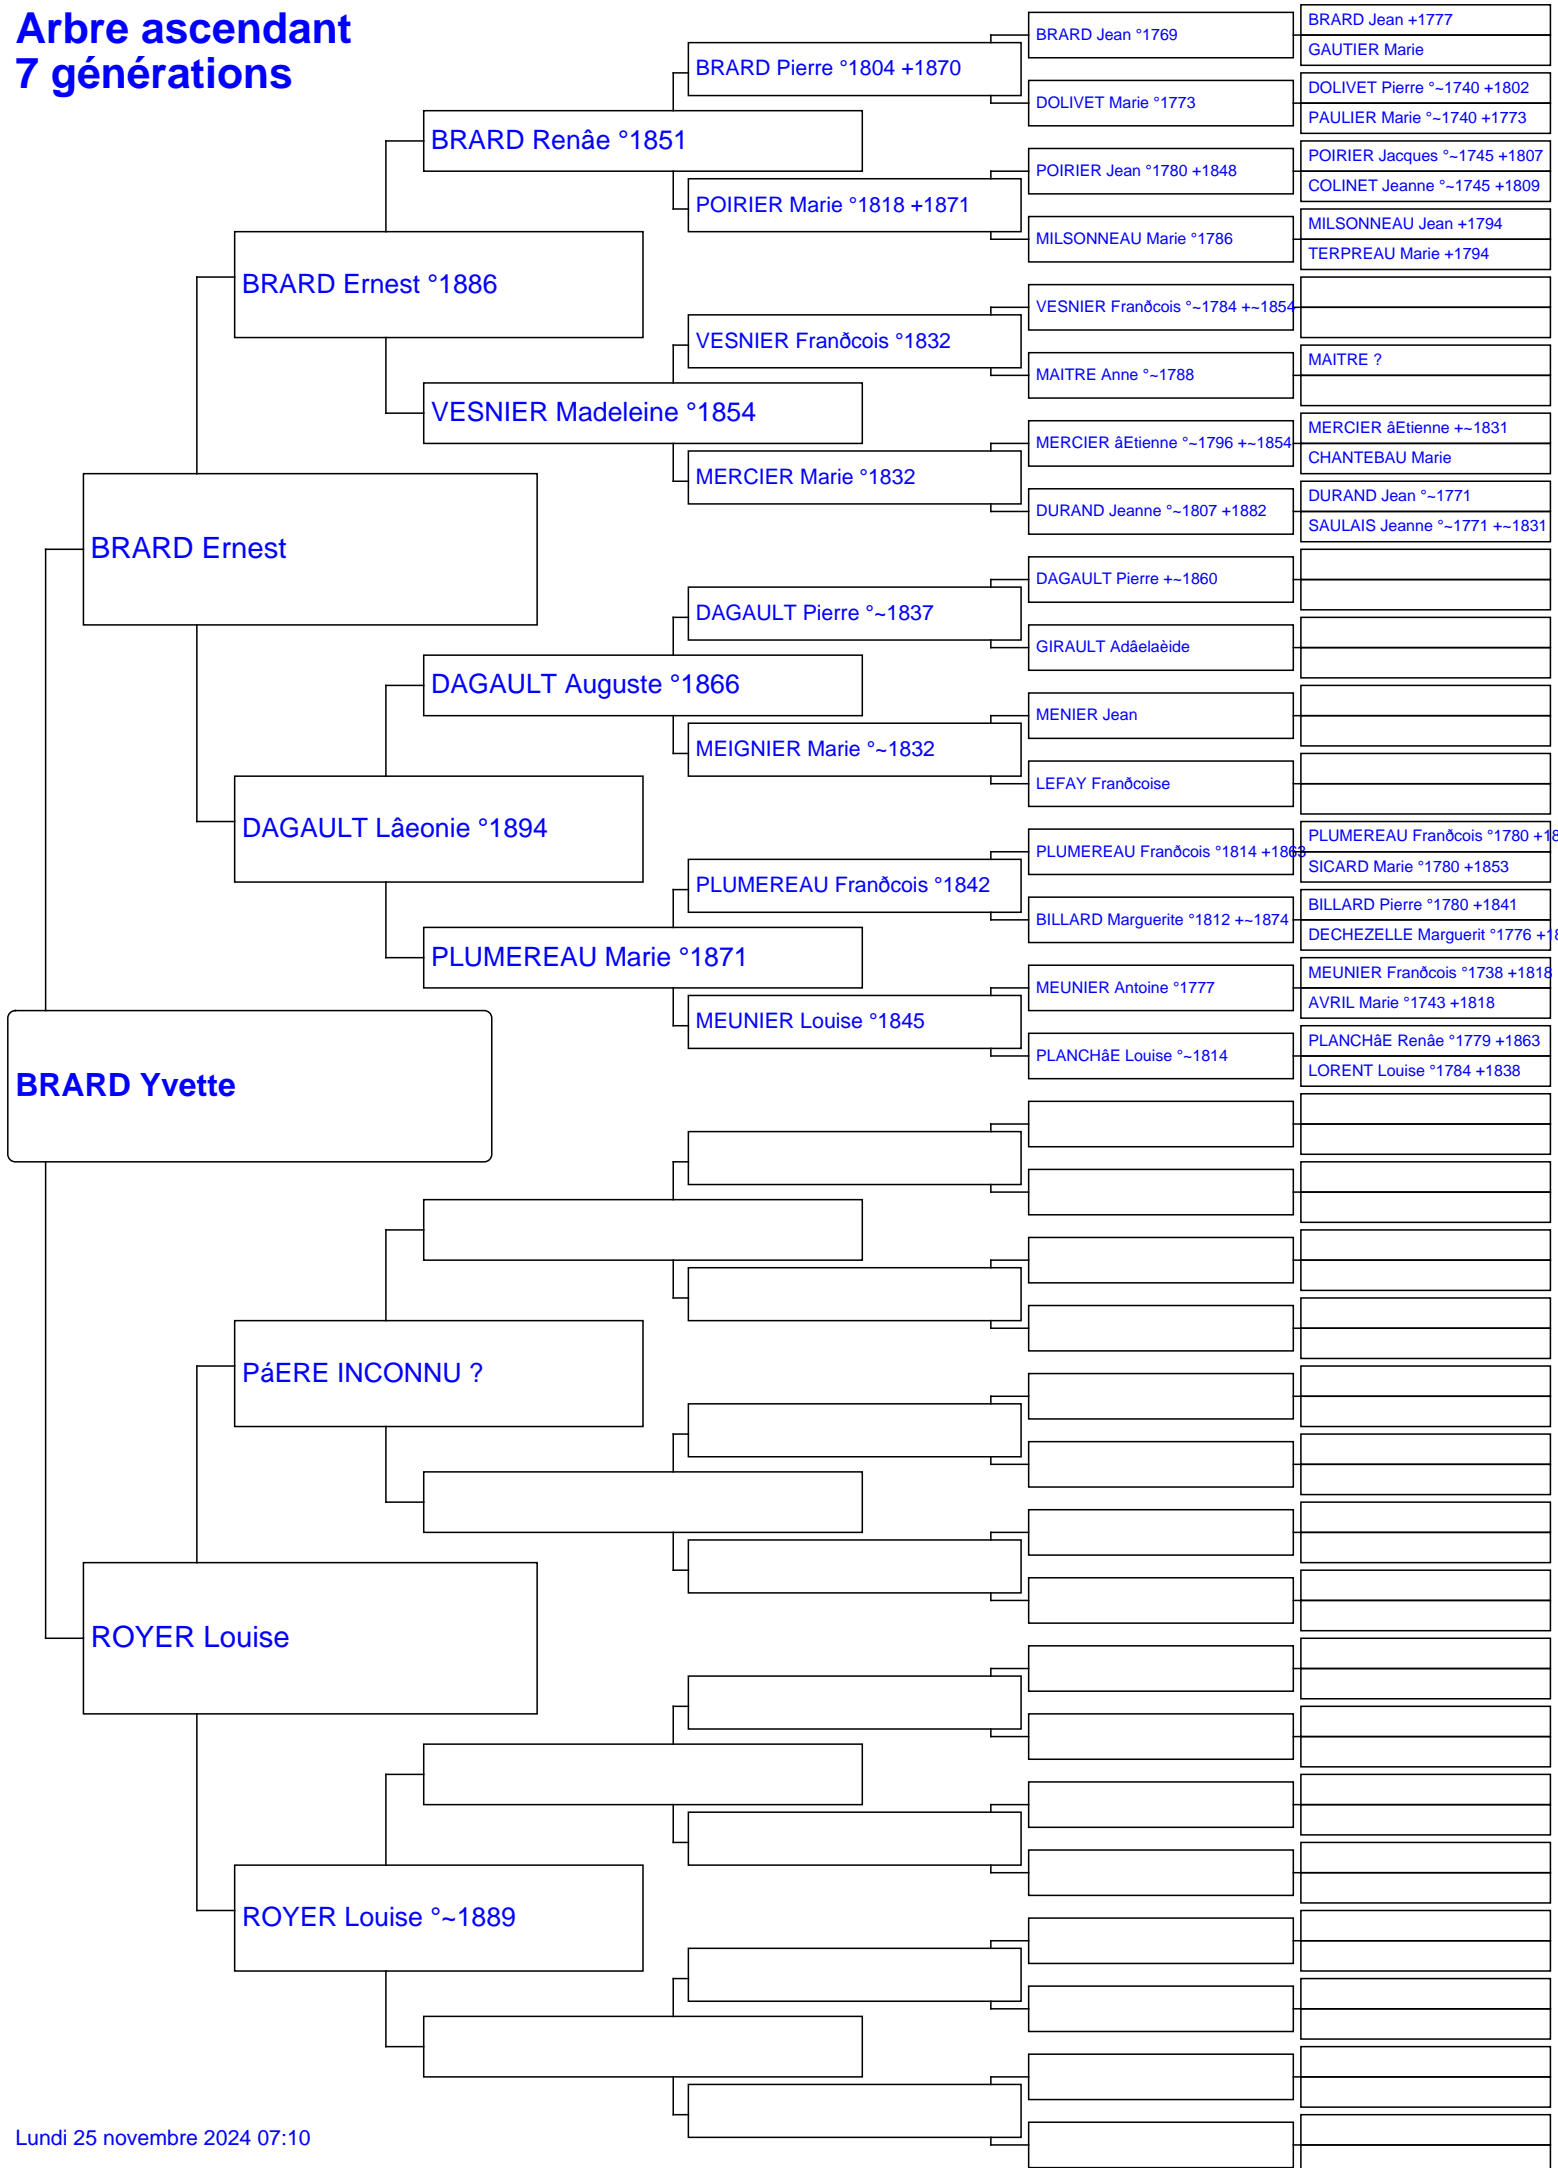 Arbre ascendant
7 générations
BRARD Yvette
BRARD Ernest
ROYER Louise
BRARD Ernest °1886
DAGAULT Lâeonie °1894
PáERE INCONNU ?
ROYER Louise °~1889
BRARD Renâe °1851
VESNIER Madeleine °1854
DAGAULT Auguste °1866
PLUMEREAU Marie °1871
BRARD Pierre °1804 +1870
POIRIER Marie °1818 +1871
VESNIER Franðcois °1832
MERCIER Marie °1832
DAGAULT Pierre °~1837
MEIGNIER Marie °~1832
PLUMEREAU Franðcois °1842
MEUNIER Louise °1845
BRARD Jean °1769
DOLIVET Marie °1773
POIRIER Jean °1780 +1848
MILSONNEAU Marie °1786
VESNIER Franðcois °~1784 +~1854
MAITRE Anne °~1788
MERCIER âEtienne °~1796 +~1854
DURAND Jeanne °~1807 +1882
DAGAULT Pierre +~1860
GIRAULT Adâelaèide
MENIER Jean
LEFAY Franðcoise
PLUMEREAU Franðcois °1814 +1863
BILLARD Marguerite °1812 +~1874
MEUNIER Antoine °1777
PLANCHâE Louise °~1814
BRARD Jean +1777
GAUTIER Marie
DOLIVET Pierre °~1740 +1802
PAULIER Marie °~1740 +1773
POIRIER Jacques °~1745 +1807
COLINET Jeanne °~1745 +1809
MILSONNEAU Jean +1794
TERPREAU Marie +1794
MAITRE ?
MERCIER âEtienne +~1831
CHANTEBAU Marie
DURAND Jean °~1771
SAULAIS Jeanne °~1771 +~1831
PLUMEREAU Franðcois °1780 +18
SICARD Marie °1780 +1853
BILLARD Pierre °1780 +1841
DECHEZELLE Marguerit °1776 +18
MEUNIER Franðcois °1738 +1818
AVRIL Marie °1743 +1818
PLANCHâE Renâe °1779 +1863
LORENT Louise °1784 +1838
Lundi 25 novembre 2024 07:10